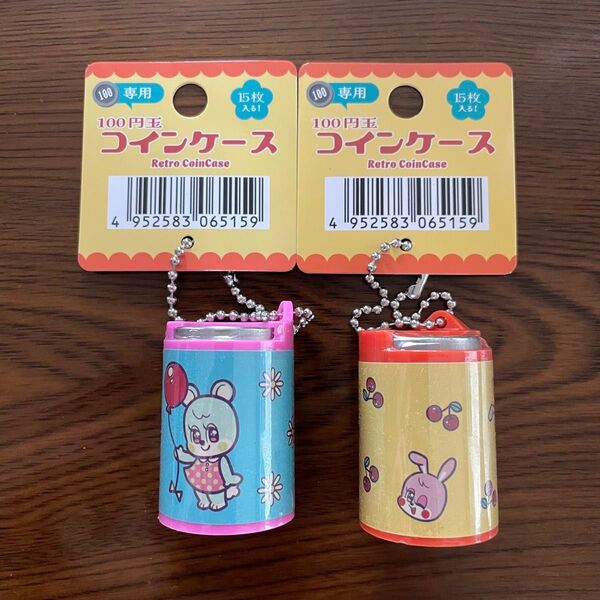 100 専用
15枚
入る!
100円玉
コインケース
Retro CoinCase
4 952583 065159
100 専用
15枚
入る!
100円玉
コインケース
Retro CoinCase
4 952583 065159